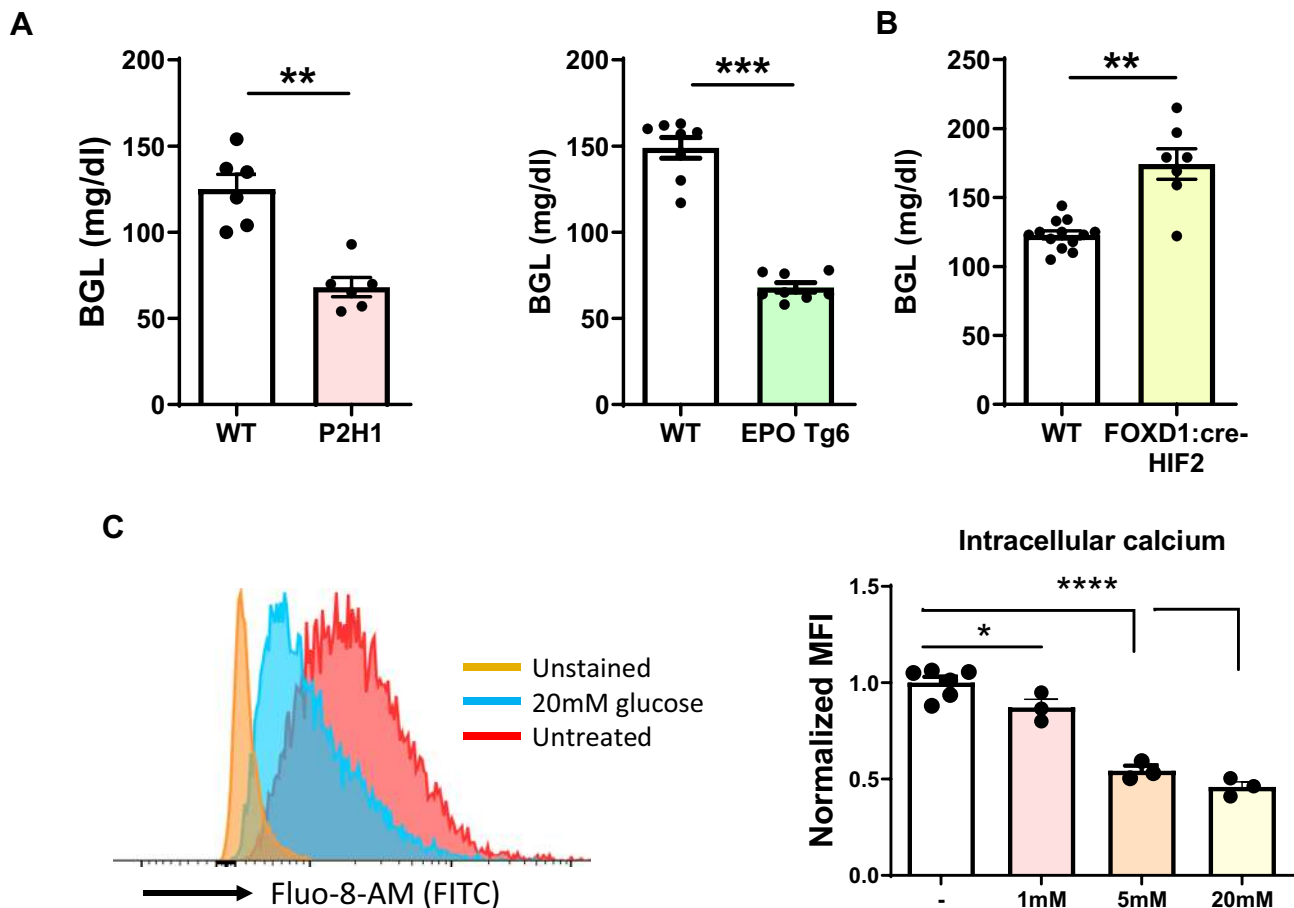 A
BGL (mg/dl)
200
150
100
50
0
**
WT
P2H1
BGL (mg/dl)
200
150
100
50
0
***
WT
EPO Tg6
B
BGL (mg/dl)
250
200
150
100
50
0
**
WT
FOXD1:cre-
HIF2
C
Unstained
20mM glucose
Untreated
Fluo-8-AM (FITC)
Intracellular calcium
Normalized MFI
1.5
1.0
0.5
0.0
****
*
-
1mM
5mM
20mM